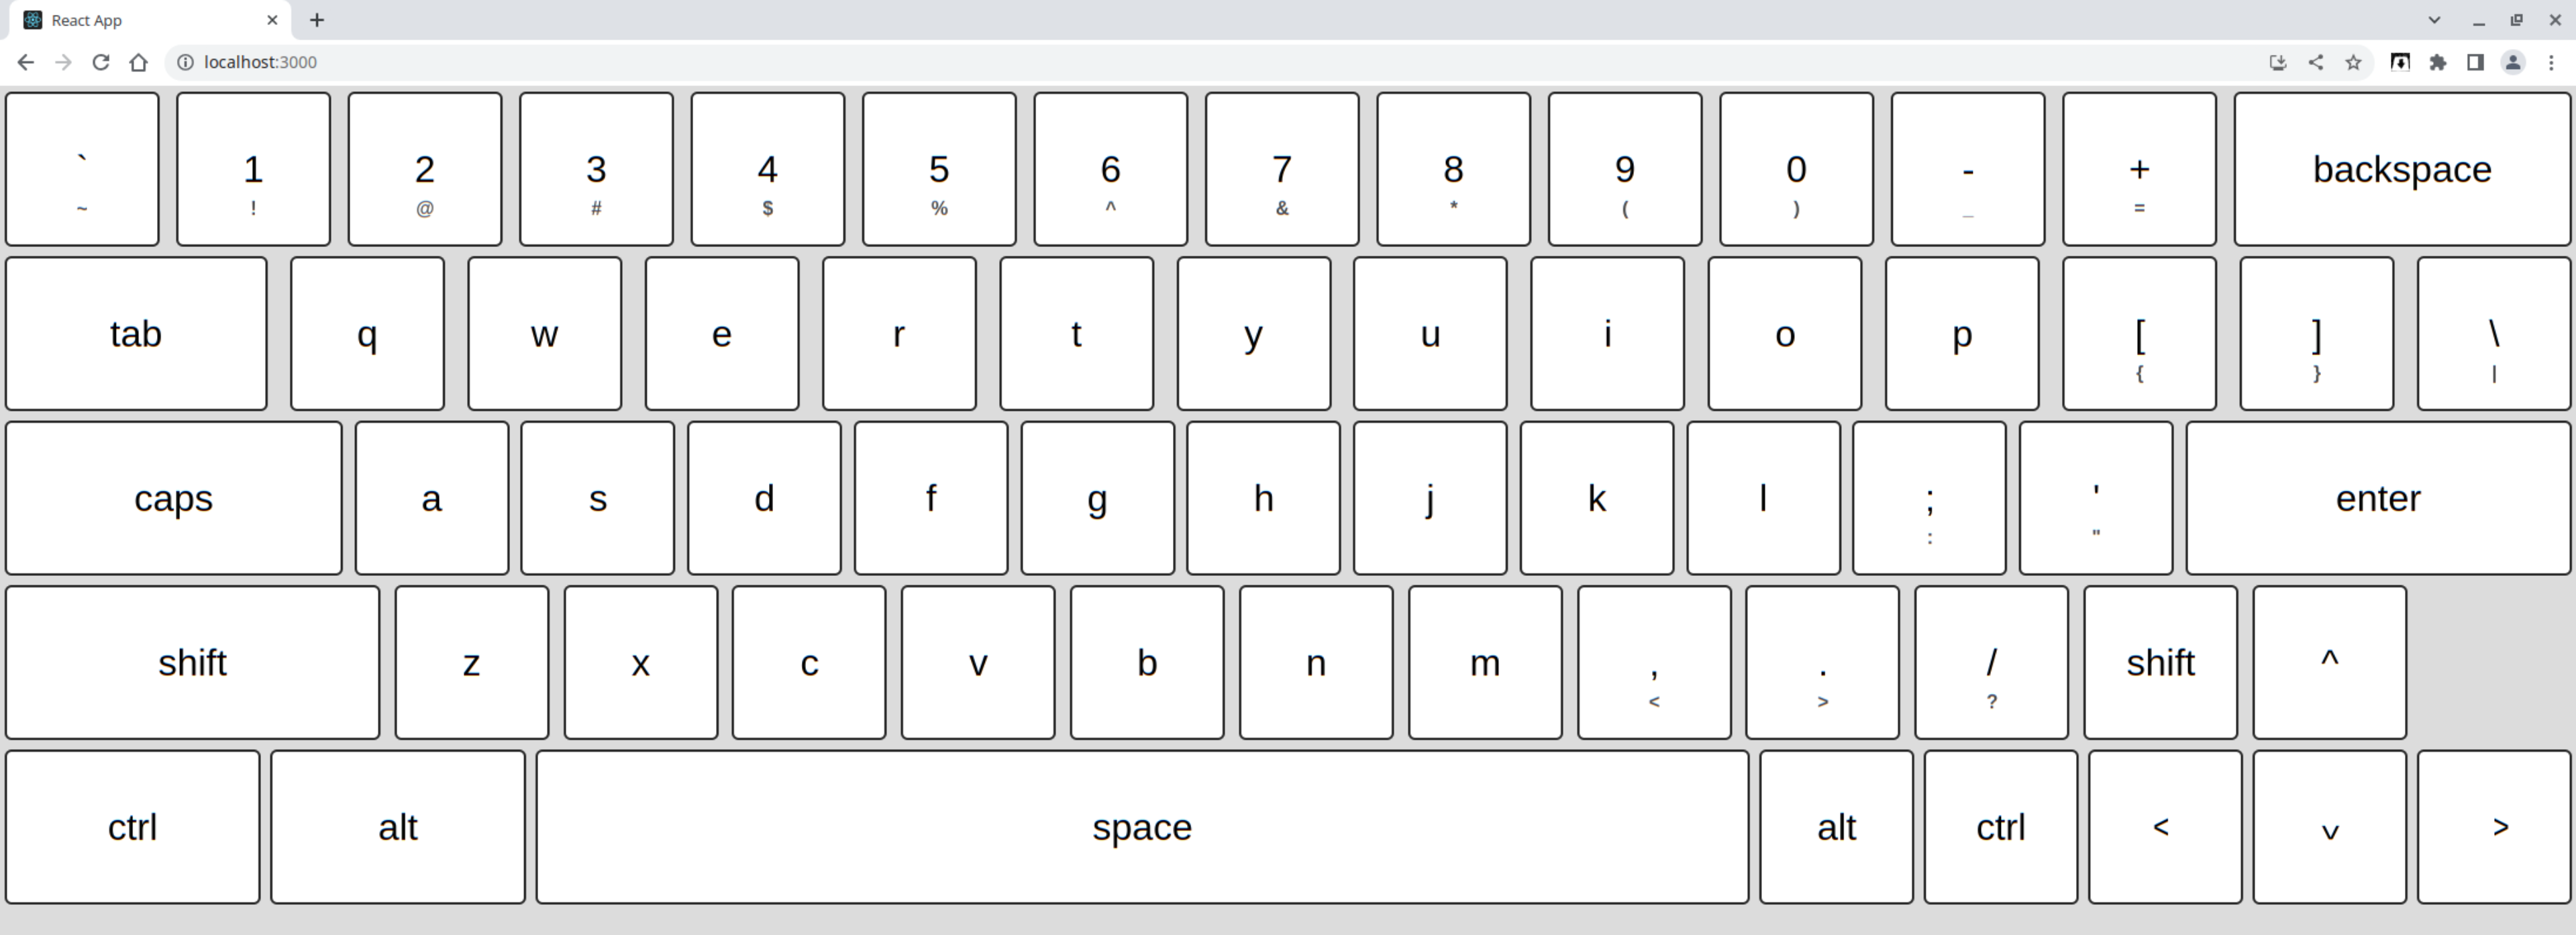 React App
localhost:3000
` 1 2 3 4 5 6 7 8 9 0 - + backspace
~ ! @ # $ % ^ & * ( ) _ =
tab q w e r t y u i o p [ ] \
{ } |
caps a s d f g h j k l ; ' enter
: "
shift z x c v b n m , . / shift ^
< > ?
ctrl alt space alt ctrl < v >